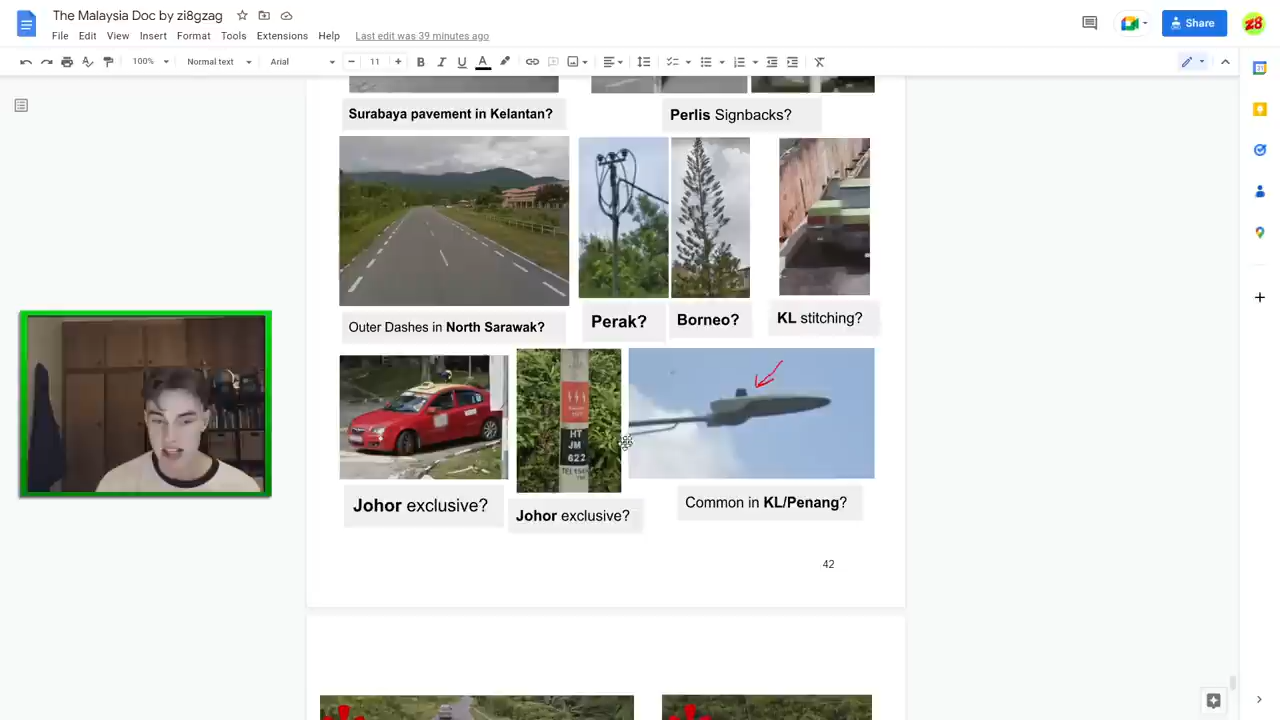 The Malaysia Doc by zi8gzag
File Edit View Insert Format Tools Extensions Help Last edit was 39 minutes ago
Share
Z8
100% Normal text Arial 11 B I U A
Surabaya pavement in Kelantan? Perlis Signbacks?
Outer Dashes in North Sarawak? Perak? Borneo? KL stitching?
HT
JM
622
Johor exclusive? Johor exclusive? Common in KL/Penang?
42